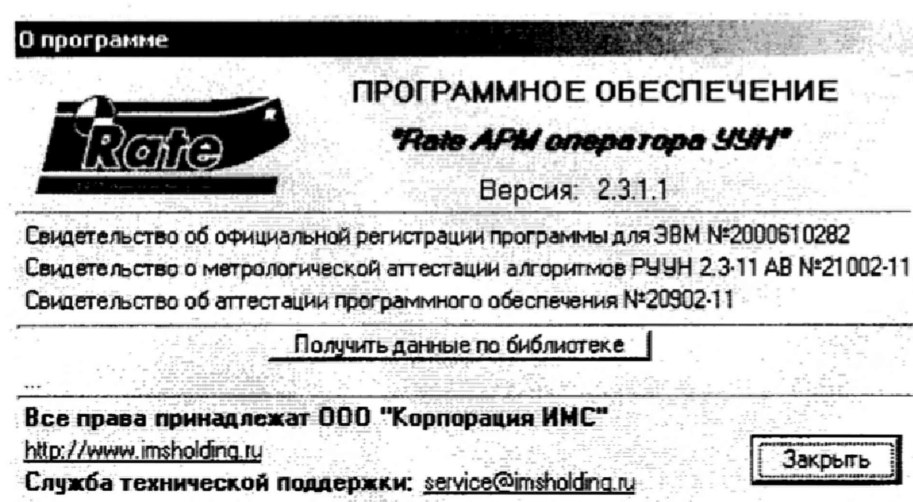 О программе
Rate
ПРОГРАММНОЕ ОБЕСПЕЧЕНИЕ
"Rate АРМ оператора УУН"
Версия: 2.3.1.1
Свидетельство об официальной регистрации программы для ЭВМ №2000610282
Свидетельство о метрологической аттестации алгоритмов РУУН 2.3-11 АВ №21002-11
Свидетельство об аттестации программного обеспечения №20902-11
Получить данные по библиотеке
...
Все права принадлежат ООО "Корпорация ИМС"
http://www.imsholding.ru
Закрыть
Служба технической поддержки: service@imsholding.ru